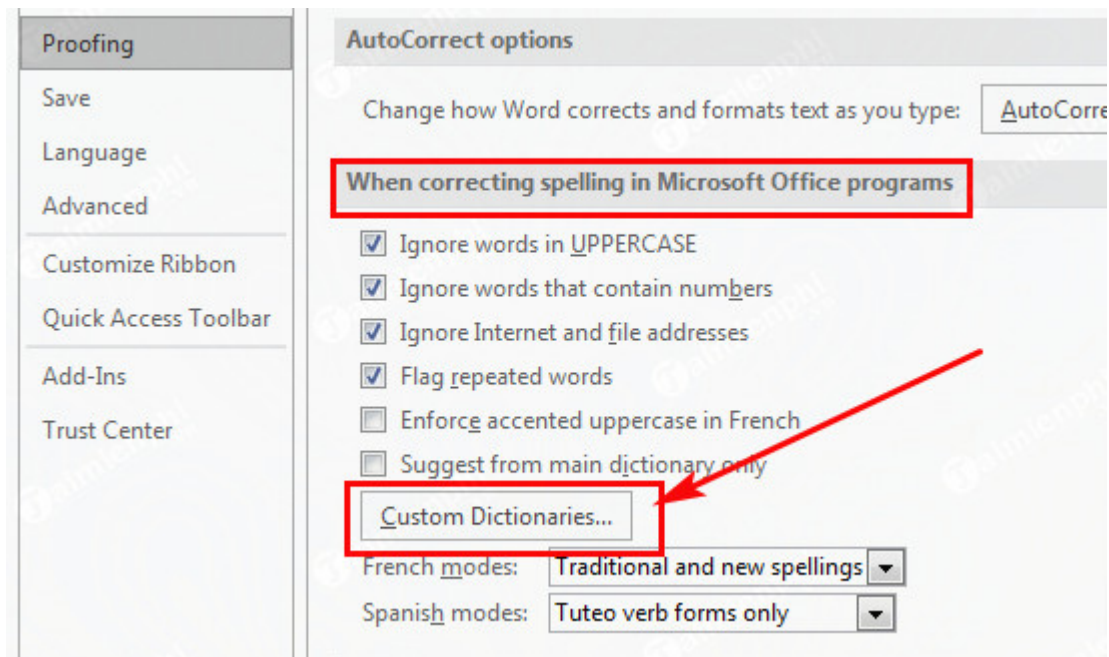 Proofing
Save
Language
Advanced
Customize Ribbon
Quick Access Toolbar
Add-Ins
Trust Center
AutoCorrect options
Change how Word corrects and formats text as you type: AutoCorre
When correcting spelling in Microsoft Office programs
Ignore words in UPPERCASE
Ignore words that contain numbers
Ignore Internet and file addresses
Flag repeated words
Enforce accented uppercase in French
Suggest from main dictionary only
Custom Dictionaries...
French modes: Traditional and new spellings
Spanish modes: Tuteo verb forms only